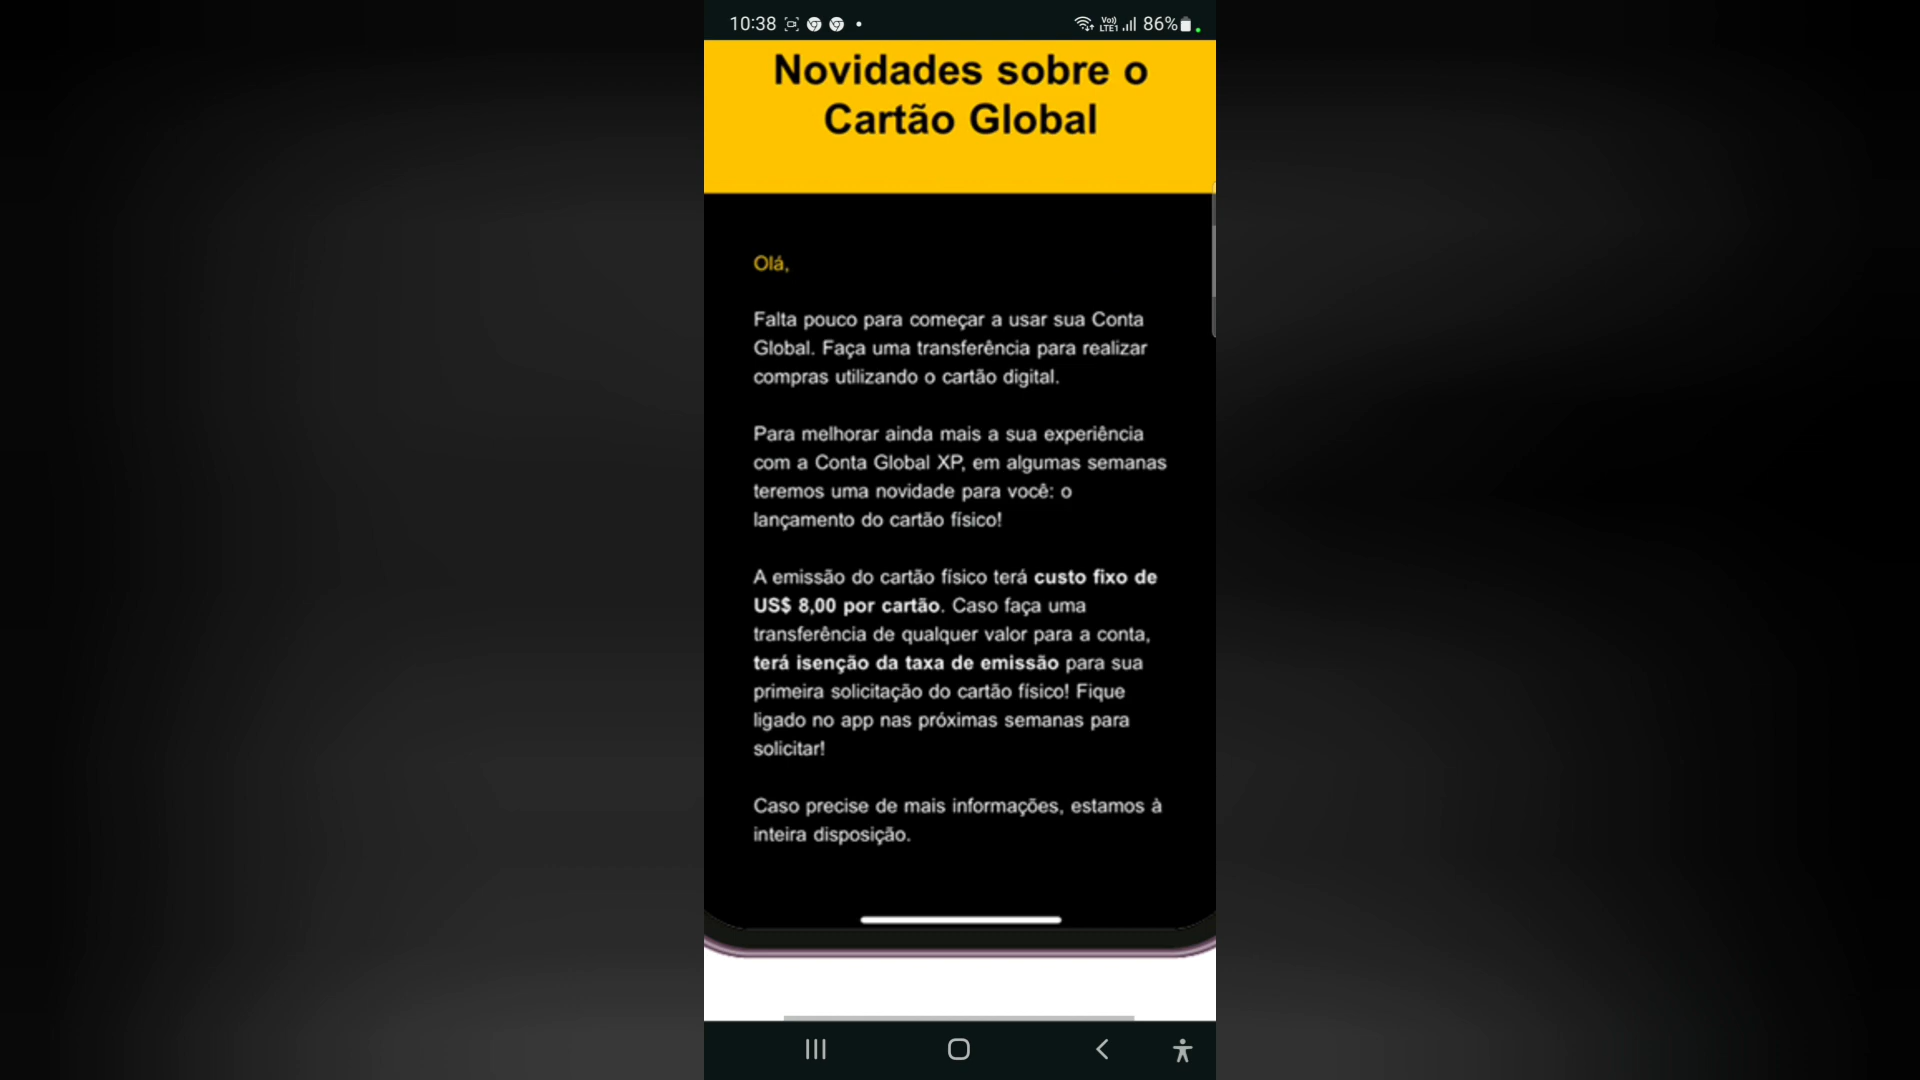 10:38
Vo))
LTE1
86%
Novidades sobre o
Cartão Global
Olá,
Falta pouco para começar a usar sua Conta
Global. Faça uma transferência para realizar
compras utilizando o cartão digital.
Para melhorar ainda mais a sua experiência
com a Conta Global XP, em algumas semanas
teremos uma novidade para você: o
lançamento do cartão físico!
A emissão do cartão físico terá custo fixo de
US$ 8,00 por cartão. Caso faça uma
transferência de qualquer valor para a conta,
terá isenção da taxa de emissão para sua
primeira solicitação do cartão físico! Fique
ligado no app nas próximas semanas para
solicitar!
Caso precise de mais informações, estamos à
inteira disposição.